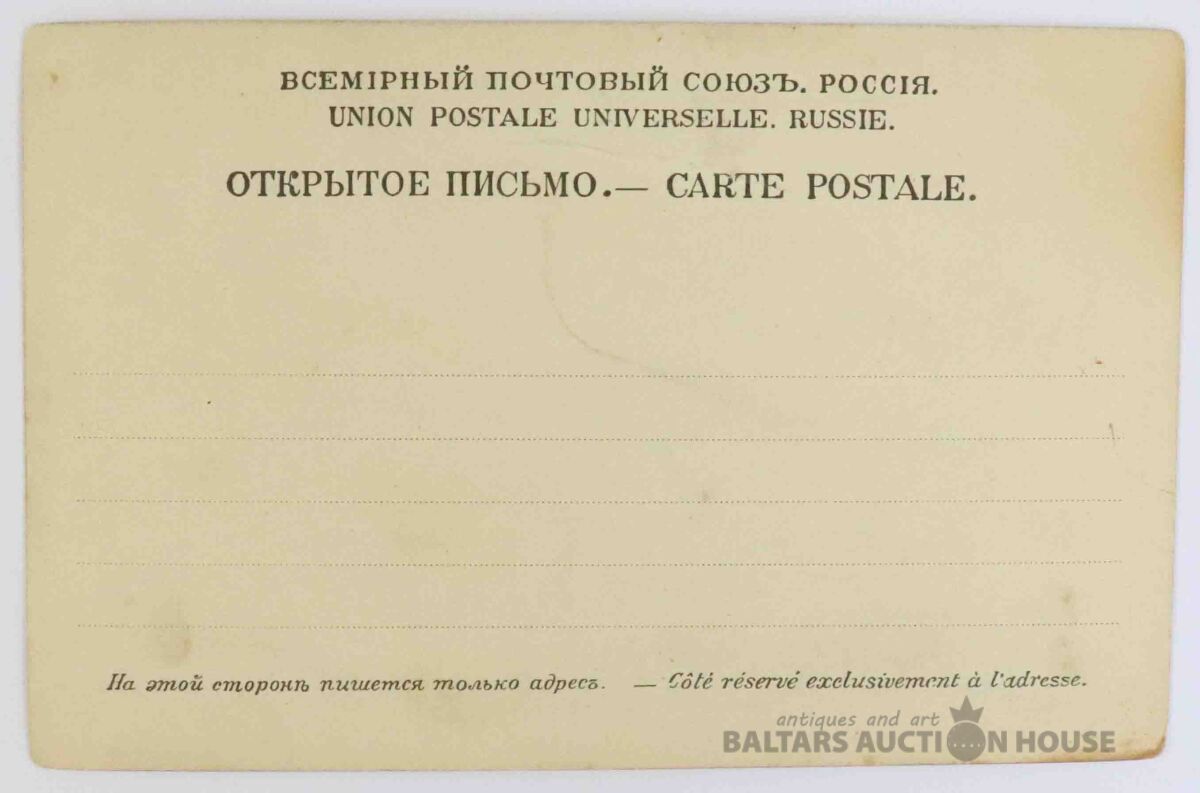 ВСЕМІРНЫЙ ПОЧТОВЫЙ СОЮЗЪ. РОССІЯ.
UNION POSTALE UNIVERSELLE. RUSSIE.
ОТКРЫТОЕ ПИСЬМО.— CARTE POSTALE.
На этой сторонѣ пишется только адресъ. — Côté réservé exclusivement à l'adresse.
antiques and art
BALTARS AUCTION HOUSE